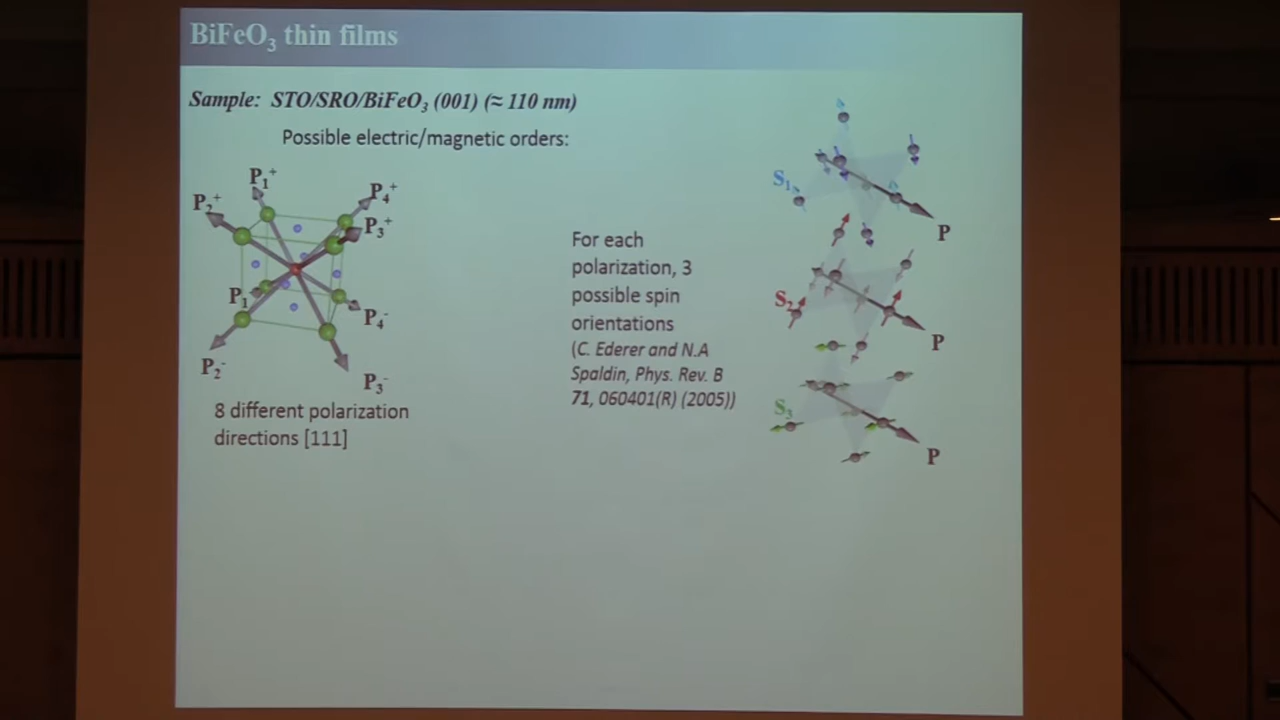 BiFeO₃ thin films
Sample: STO/SRO/BiFeO₃ (001) (≈ 110 nm)
Possible electric/magnetic orders:
P₁⁺
P₂⁺
P₄⁺
P₃⁺
P₁
P₄⁻
P₂⁻
P₃⁻
8 different polarization
directions [111]
For each
polarization, 3
possible spin
orientations
(C. Ederer and N.A
Spaldin, Phys. Rev. B
71, 060401(R) (2005))
S₁
P
S₂
P
S₃
P